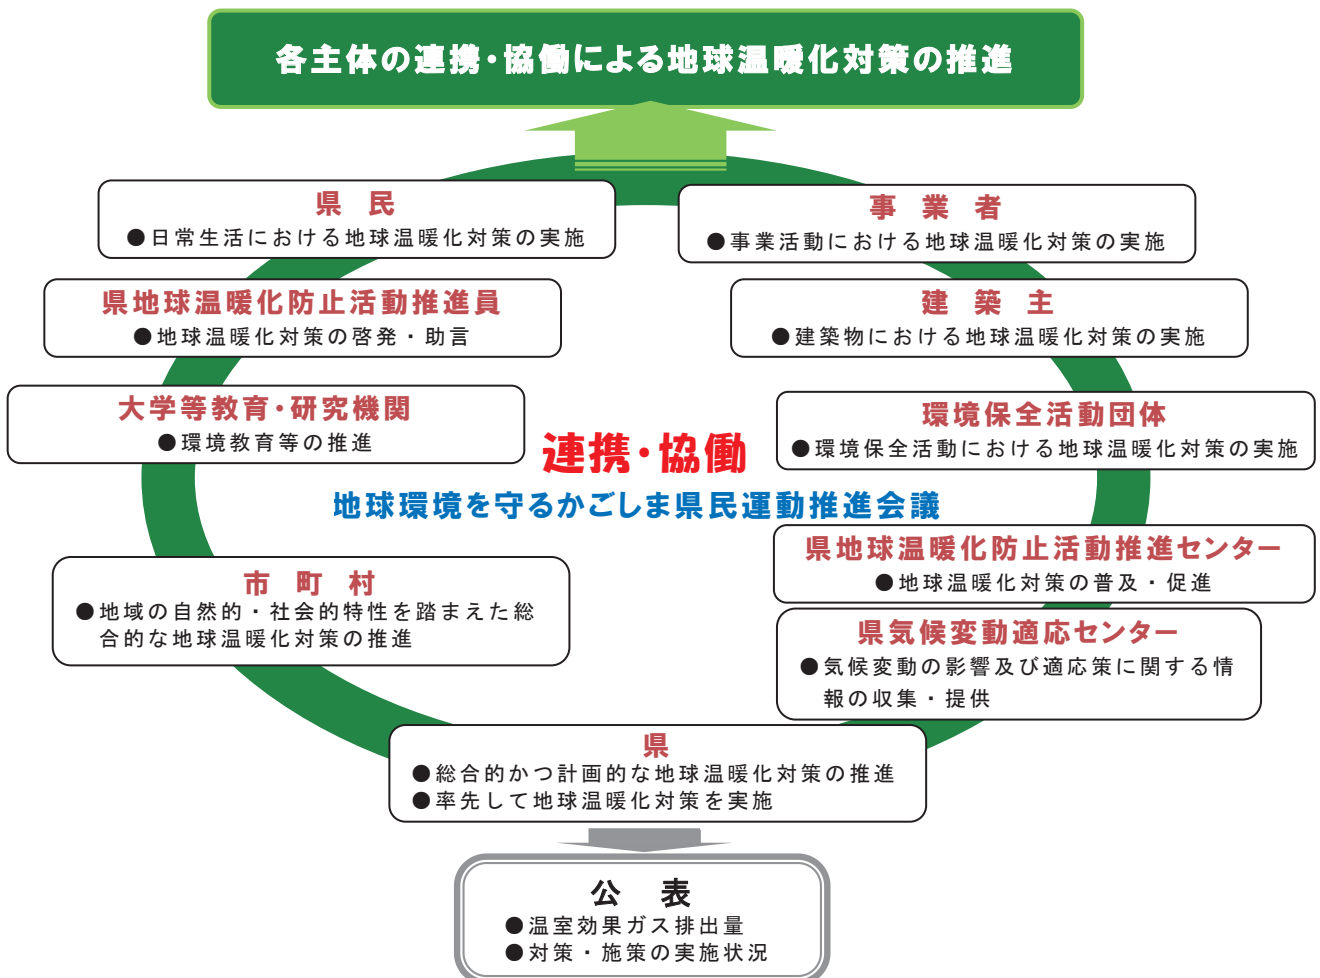 各主体の連携・協働による地球温暖化対策の推進
県 民
●日常生活における地球温暖化対策の実施
事 業 者
●事業活動における地球温暖化対策の実施
県地球温暖化防止活動推進員
●地球温暖化対策の啓発・助言
建 築 主
●建築物における地球温暖化対策の実施
大学等教育・研究機関
●環境教育等の推進
環境保全活動団体
●環境保全活動における地球温暖化対策の実施
連携・協働
地球環境を守るかごしま県民運動推進会議
県地球温暖化防止活動推進センター
●地球温暖化対策の普及・促進
市 町 村
●地域の自然的・社会的特性を踏まえた総
合的な地球温暖化対策の推進
県気候変動適応センター
●気候変動の影響及び適応策に関する情
報の収集・提供
県
●総合的かつ計画的な地球温暖化対策の推進
●率先して地球温暖化対策を実施
公 表
●温室効果ガス排出量
●対策・施策の実施状況